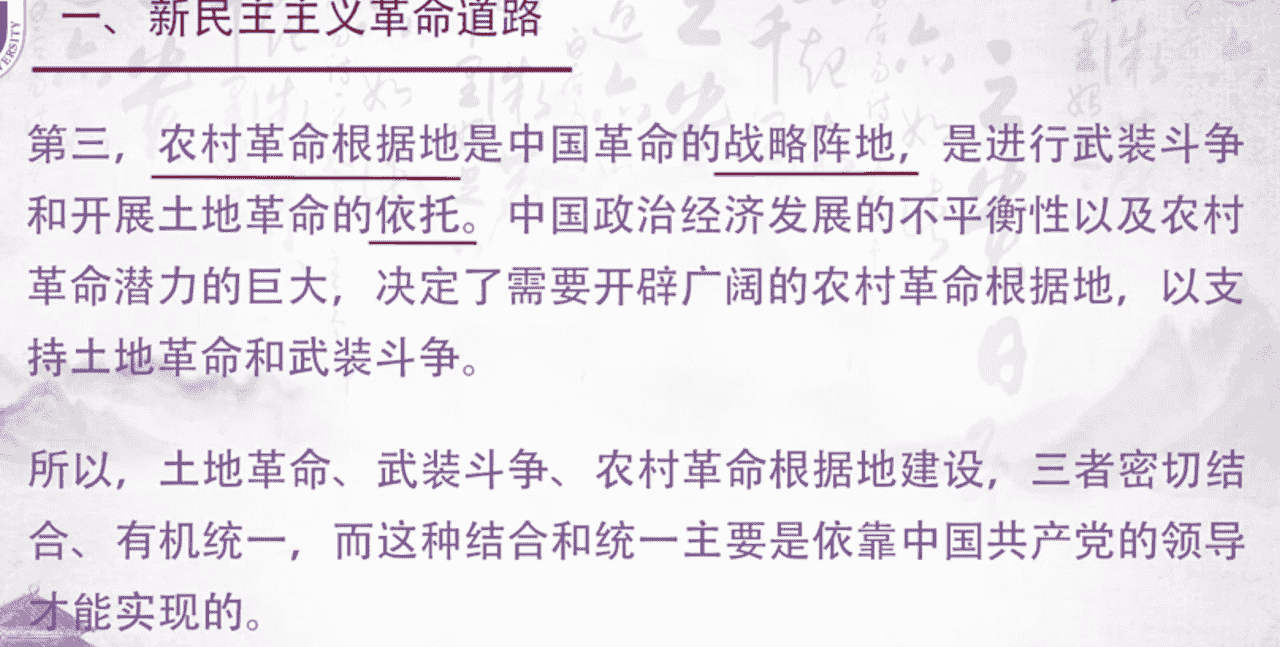 一、新民主主义革命道路
第三，农村革命根据地是中国革命的战略阵地，是进行武装斗争
和开展土地革命的依托。中国政治经济发展的不平衡性以及农村
革命潜力的巨大，决定了需要开辟广阔的农村革命根据地，以支
持土地革命和武装斗争。
所以，土地革命、武装斗争、农村革命根据地建设，三者密切结
合、有机统一，而这种结合和统一主要是依靠中国共产党的领导
才能实现的。